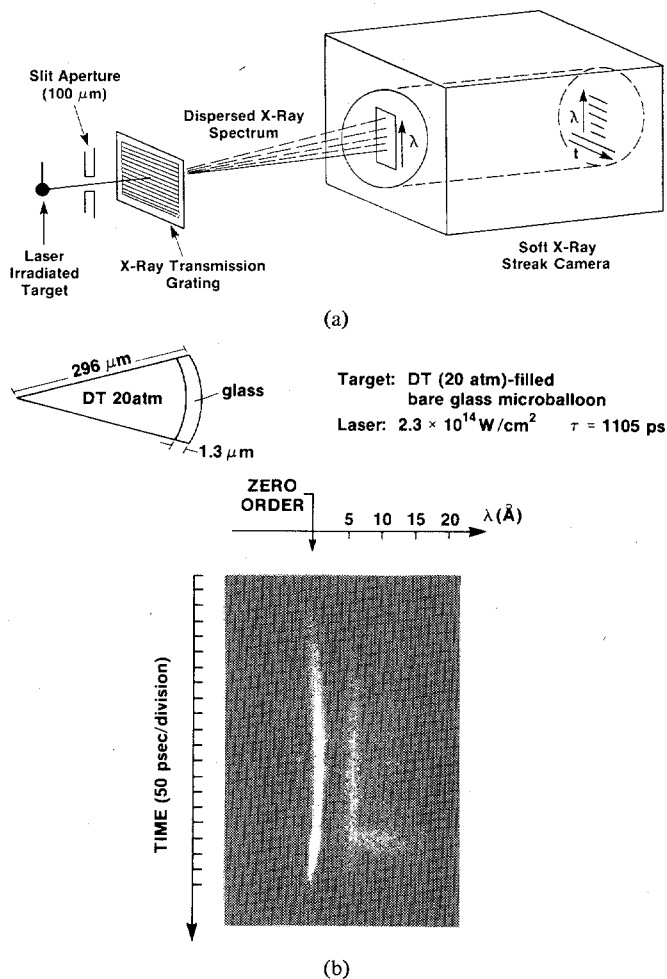 Slit Aperture
(100 μm)
Dispersed X-Ray
Spectrum
λ
λ
t
Laser
Irradiated
Target
X-Ray Transmission
Grating
Soft X-Ray
Streak Camera
(a)
296 μm
DT 20atm
glass
1.3 μm
Target: DT (20 atm)-filled
bare glass microballoon
Laser: 2.3 × 10¹⁴ W/cm² τ = 1105 ps
ZERO
ORDER
5 10 15 20 λ(Å)
TIME (50 psec/division)
(b)